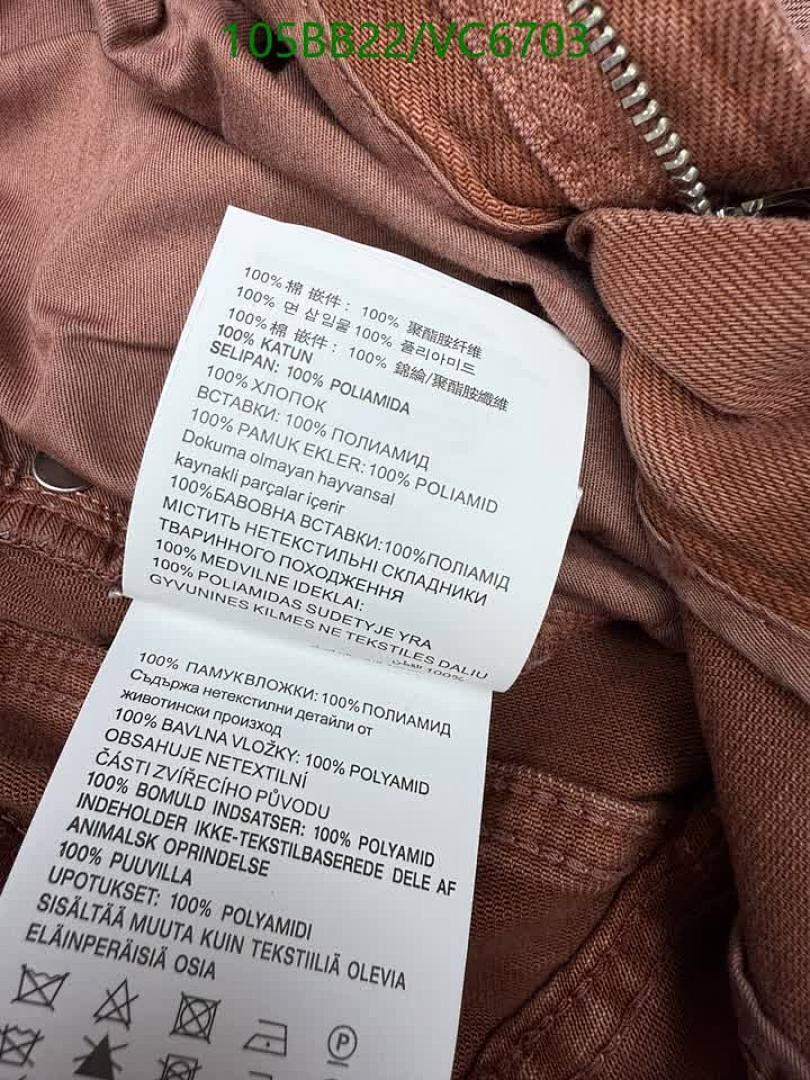 105BB22/VC6703
100% 棉 嵌件： 100% 聚酯胺纤维
100% 면 삽입물 100% 폴리아미드
100% 棉 嵌件： 100% 錦綸/聚酯胺纖維
100% KATUN
SELIPAN: 100% POLIAMIDA
100% ХЛОПОК
ВСТАВКИ: 100% ПОЛИАМИД
100% PAMUK EKLER: 100% POLIAMID
Dokuma olmayan hayvansal
kaynakli parçalar içerir
100%БАВОВНА ВСТАВКИ:100%ПОЛІАМІД
МІСТИТЬ НЕТЕКСТИЛЬНІ СКЛАДНИКИ
ТВАРИННОГО ПОХОДЖЕННЯ
100% MEDVILNE IDEKLAI:
100% POLIAMIDAS SUDETYJE YRA
GYVUNINES KILMES NE TEKSTILES DALIU
100%
100% ПАМУКВЛОЖКИ: 100% ПОЛИАМИД
Съдържа нетекстилни детайли от
животински произход
100% BAVLNA VLOŽKY: 100% POLYAMID
OBSAHUJE NETEXTILNÍ
ČÁSTI ZVÍŘECÍHO PŮVODU
100% BOMULD INDSATSER: 100% POLYAMID
INDEHOLDER IKKE-TEKSTILBASEREDE DELE AF
ANIMALSK OPRINDELSE
100% PUUVILLA
UPOTUKSET: 100% POLYAMIDI
SISÄLTÄÄ MUUTA KUIN TEKSTIILIÄ OLEVIA
ELÄINPERÄISIÄ OSIA
P